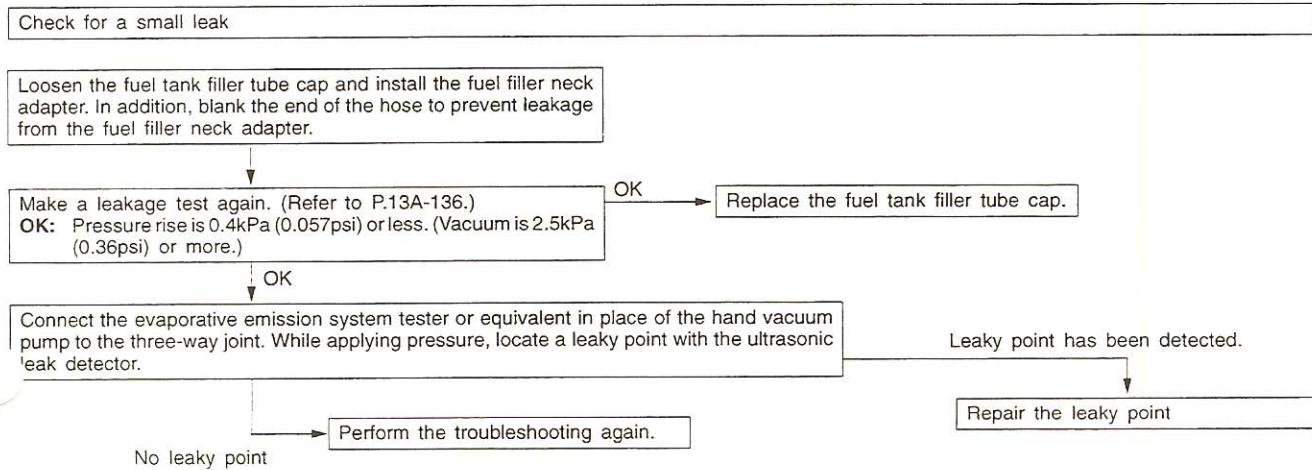 Check for a small leak
Loosen the fuel tank filler tube cap and install the fuel filler neck
adapter. In addition, blank the end of the hose to prevent leakage
from the fuel filler neck adapter.
Make a leakage test again. (Refer to P.13A-136.)
OK: Pressure rise is 0.4kPa (0.057psi) or less. (Vacuum is 2.5kPa
(0.36psi) or more.)
OK
Replace the fuel tank filler tube cap.
OK
Connect the evaporative emission system tester or equivalent in place of the hand vacuum
pump to the three-way joint. While applying pressure, locate a leaky point with the ultrasonic
leak detector.
Leaky point has been detected.
Repair the leaky point
Perform the troubleshooting again.
No leaky point